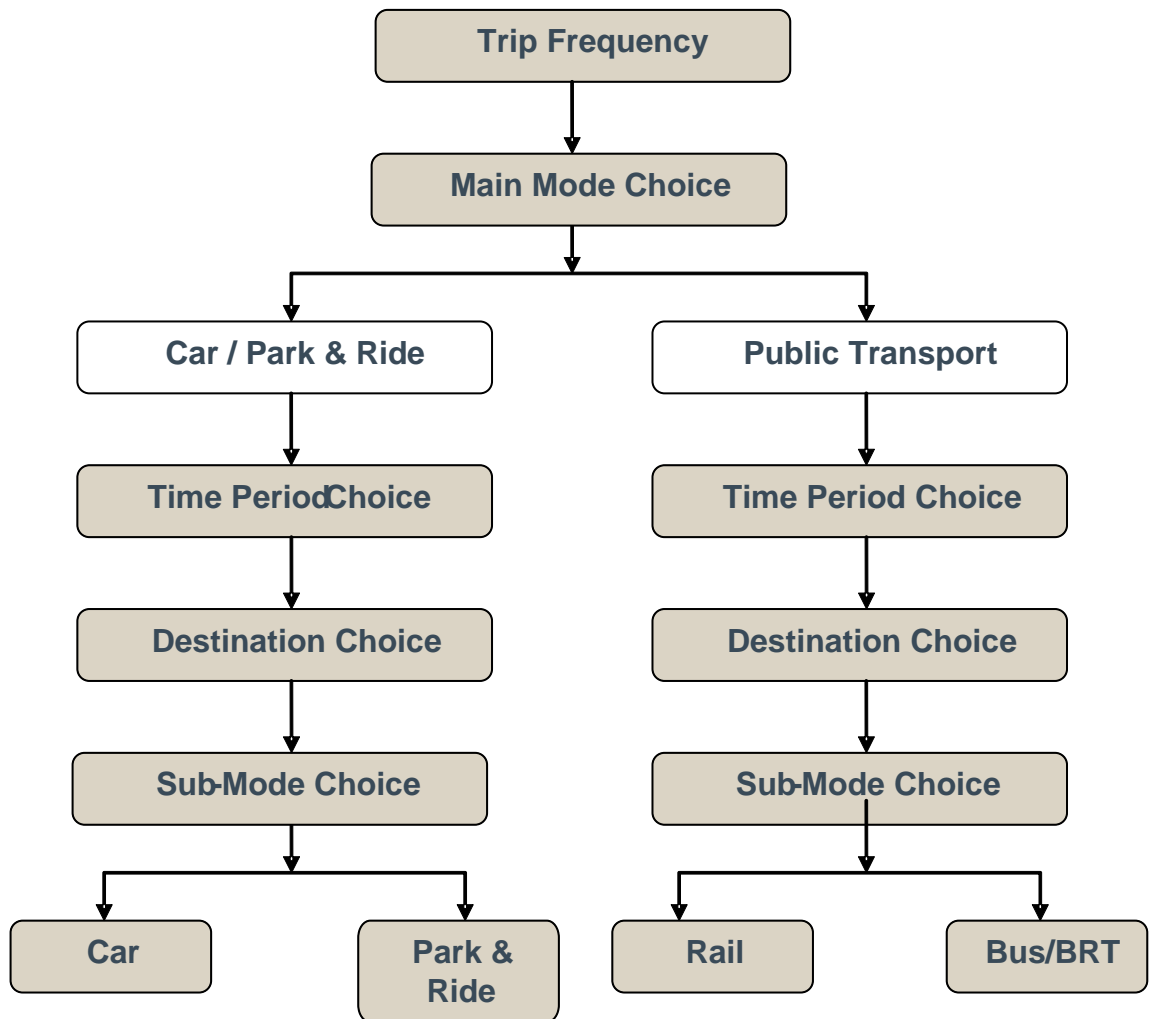 Trip Frequency
Main Mode Choice
Car / Park & Ride
Public Transport
Time Period Choice
Time Period Choice
Destination Choice
Destination Choice
Sub-Mode Choice
Sub-Mode Choice
Car
Park &
Ride
Rail
Bus/BRT